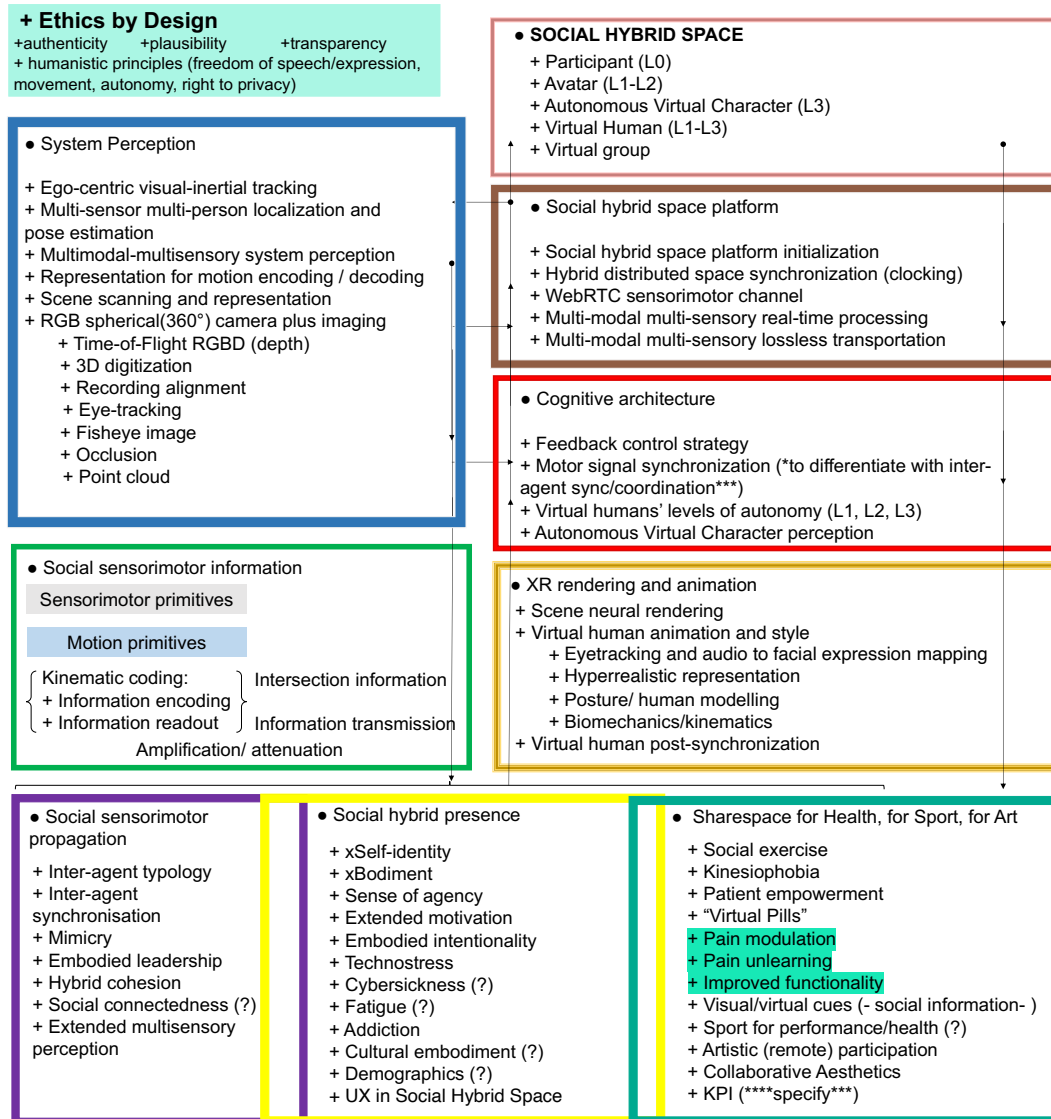 + Ethics by Design
+authenticity +plausibility +transparency
+ humanistic principles (freedom of speech/expression,
movement, autonomy, right to privacy)
● SOCIAL HYBRID SPACE
+ Participant (L0)
+ Avatar (L1-L2)
+ Autonomous Virtual Character (L3)
+ Virtual Human (L1-L3)
+ Virtual group
● System Perception
+ Ego-centric visual-inertial tracking
+ Multi-sensor multi-person localization and
pose estimation
+ Multimodal-multisensory system perception
+ Representation for motion encoding / decoding
+ Scene scanning and representation
+ RGB spherical(360°) camera plus imaging
+ Time-of-Flight RGBD (depth)
+ 3D digitization
+ Recording alignment
+ Eye-tracking
+ Fisheye image
+ Occlusion
+ Point cloud
● Social hybrid space platform
+ Social hybrid space platform initialization
+ Hybrid distributed space synchronization (clocking)
+ WebRTC sensorimotor channel
+ Multi-modal multi-sensory real-time processing
+ Multi-modal multi-sensory lossless transportation
● Cognitive architecture
+ Feedback control strategy
+ Motor signal synchronization (*to differentiate with inter-
agent sync/coordination***)
+ Virtual humans' levels of autonomy (L1, L2, L3)
+ Autonomous Virtual Character perception
● Social sensorimotor information
Sensorimotor primitives
Motion primitives
Kinematic coding:
+ Information encoding
+ Information readout
Intersection information
Information transmission
Amplification/ attenuation
● XR rendering and animation
+ Scene neural rendering
+ Virtual human animation and style
+ Eyetracking and audio to facial expression mapping
+ Hyperrealistic representation
+ Posture/ human modelling
+ Biomechanics/kinematics
+ Virtual human post-synchronization
● Social sensorimotor
propagation
+ Inter-agent typology
+ Inter-agent
synchronisation
+ Mimicry
+ Embodied leadership
+ Hybrid cohesion
+ Social connectedness (?)
+ Extended multisensory
perception
● Social hybrid presence
+ xSelf-identity
+ xBodiment
+ Sense of agency
+ Extended motivation
+ Embodied intentionality
+ Technostress
+ Cybersickness (?)
+ Fatigue (?)
+ Addiction
+ Cultural embodiment (?)
+ Demographics (?)
+ UX in Social Hybrid Space
● Sharespace for Health, for Sport, for Art
+ Social exercise
+ Kinesiophobia
+ Patient empowerment
+ “Virtual Pills”
+ Pain modulation
+ Pain unlearning
+ Improved functionality
+ Visual/virtual cues (- social information- )
+ Sport for performance/health (?)
+ Artistic (remote) participation
+ Collaborative Aesthetics
+ KPI (****specify***)